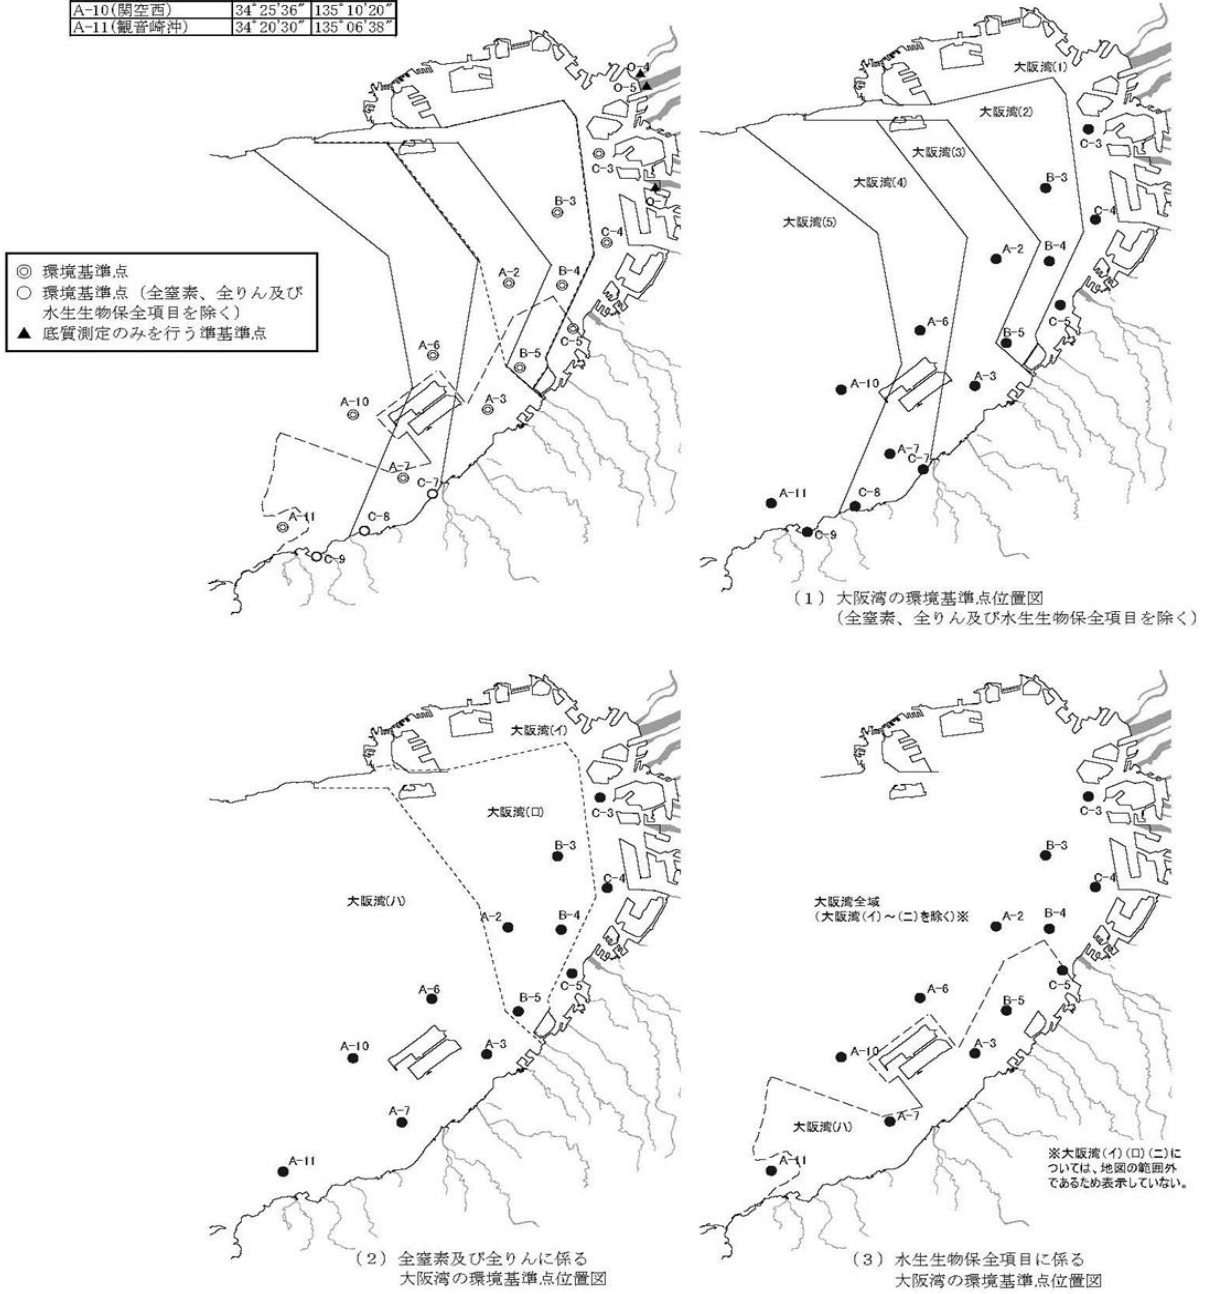 A-10(関空西) 34°25′36″ 135°10′20″
A-11(観音崎沖) 34°20′30″ 135°06′38″
◎ 環境基準点
○ 環境基準点（全窒素、全りん及び
水生生物保全項目を除く）
▲ 底質測定のみを行う準基準点
O-4
O-5
C-3
B-3
C-4
A-2
B-4
C-5
A-6
B-5
A-10
A-3
A-7
C-7
A-11
C-8
C-9
大阪湾(1)
大阪湾(2)
C-3
大阪湾(3)
大阪湾(4)
B-3
大阪湾(5)
C-4
A-2
B-4
C-5
A-6
B-5
A-10
A-3
A-7
C-7
A-11
C-8
C-9
（1）大阪湾の環境基準点位置図
（全窒素、全りん及び水生生物保全項目を除く）
大阪湾(イ)
大阪湾(ロ)
C-3
B-3
C-4
大阪湾(ハ)
A-2
B-4
C-5
A-6
B-5
A-10
A-3
A-7
A-11
（2）全窒素及び全りんに係る
大阪湾の環境基準点位置図
C-3
B-3
C-4
大阪湾全域
（大阪湾(イ)～(ニ)を除く）※
A-2
B-4
C-5
A-6
B-5
A-10
A-3
大阪湾(ハ)
A-7
A-11
※大阪湾(イ)(ロ)(ニ)に
ついては、地図の範囲外
であるため表示していない。
（3）水生生物保全項目に係る
大阪湾の環境基準点位置図